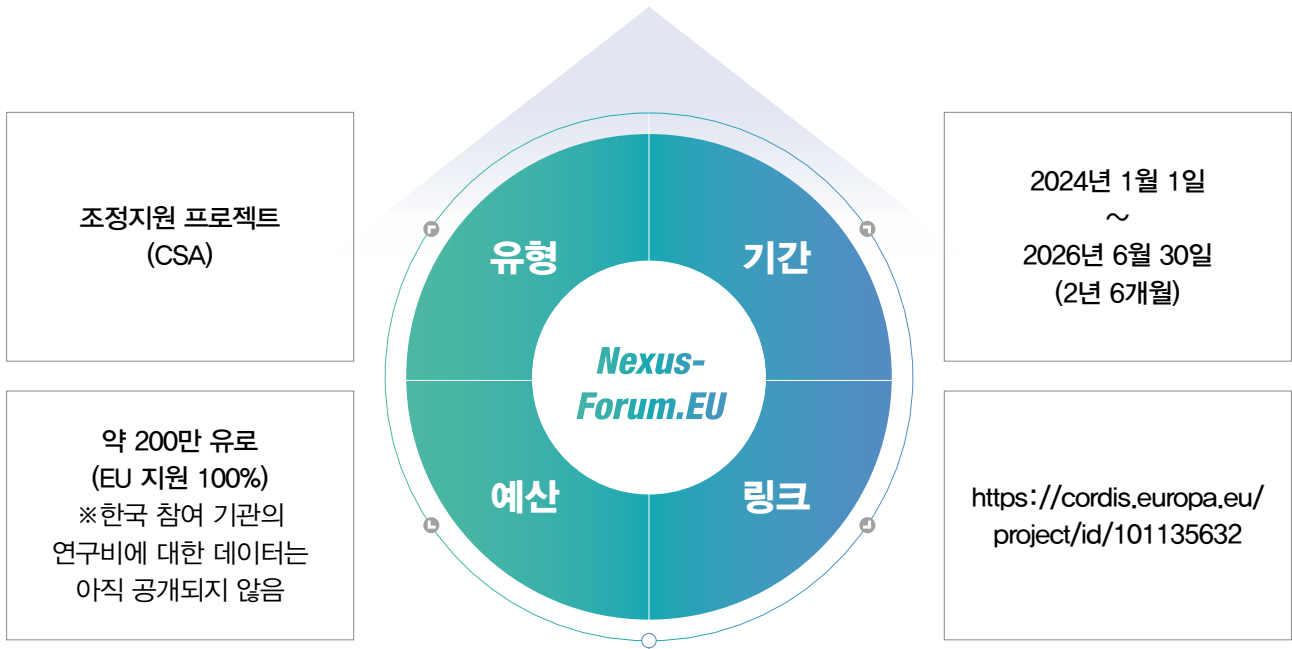 조정지원 프로젝트
(CSA)
유형
기간
2024년 1월 1일
~
2026년 6월 30일
(2년 6개월)
Nexus-
Forum.EU
약 200만 유로
(EU 지원 100%)
※한국 참여 기관의
연구비에 대한 데이터는
아직 공개되지 않음
예산
링크
https://cordis.europa.eu/
project/id/101135632